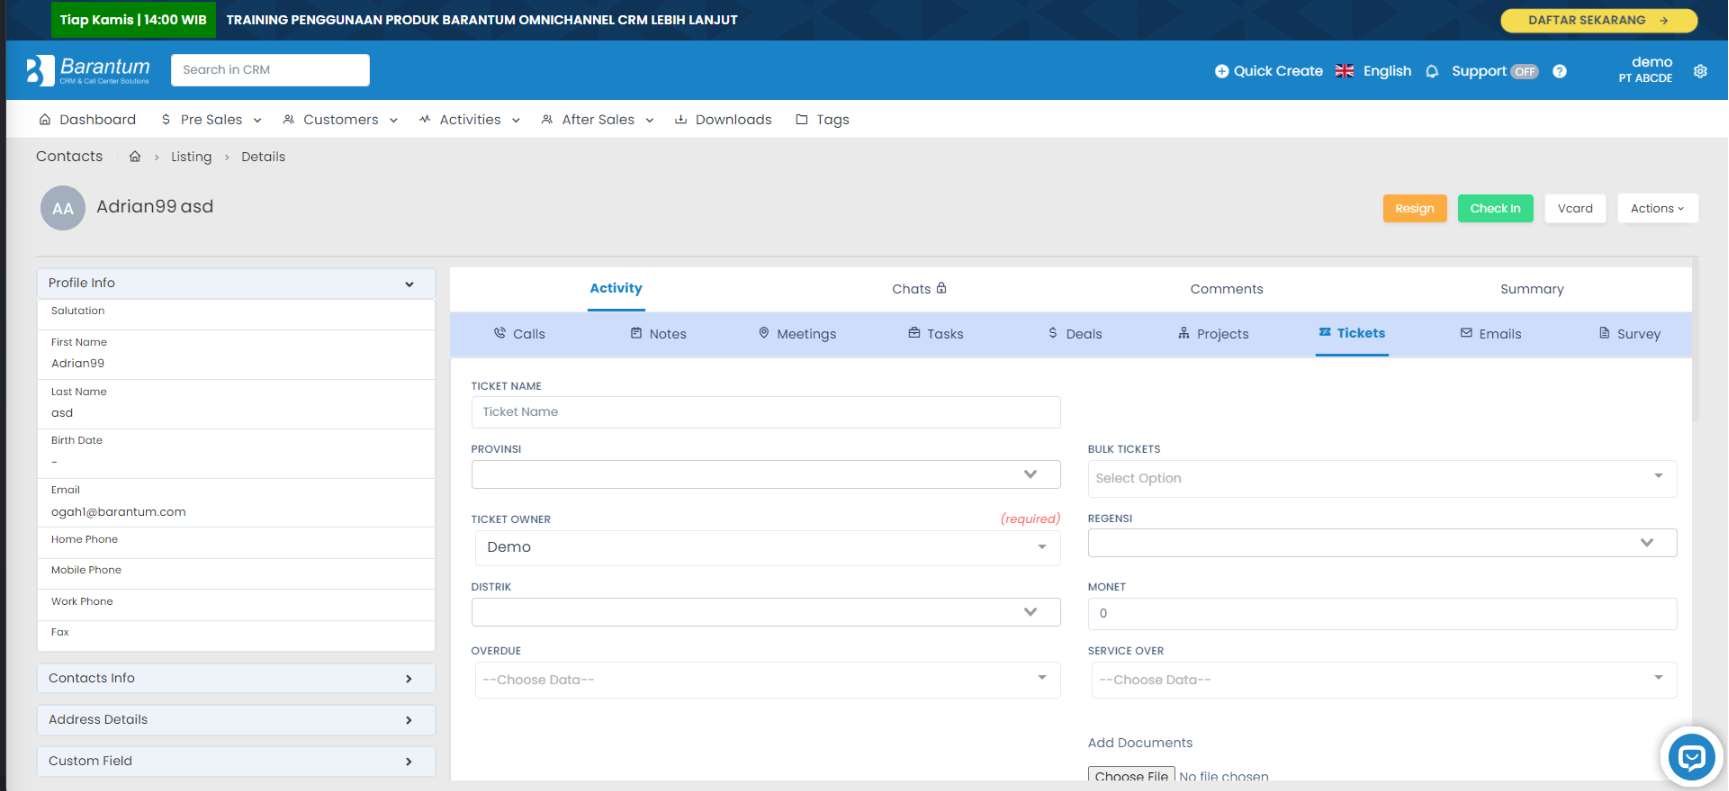 Tiap Kamis | 14:00 WIB TRAINING PENGGUNAAN PRODUK BARANTUM OMNICHANNEL CRM LEBIH LANJUT DAFTAR SEKARANG →
Barantum
CRM & Call Center Solutions
Search in CRM
Quick Create English Support OFF
demo
PT ABCDE
Dashboard Pre Sales Customers Activities After Sales Downloads Tags
Contacts > Listing > Details
AA Adrian99 asd
Resign Check In Vcard Actions
Profile Info
Salutation
First Name
Adrian99
Last Name
asd
Birth Date
-
Email
ogah1@barantum.com
Home Phone
Mobile Phone
Work Phone
Fax
Contacts Info
Address Details
Custom Field
Activity Chats Comments Summary
Calls Notes Meetings Tasks Deals Projects Tickets Emails Survey
TICKET NAME
Ticket Name
PROVINSI
BULK TICKETS
Select Option
TICKET OWNER (required)
Demo
REGENSI
DISTRIK
MONET
0
OVERDUE
--Choose Data--
SERVICE OVER
--Choose Data--
Add Documents
Choose File No file chosen